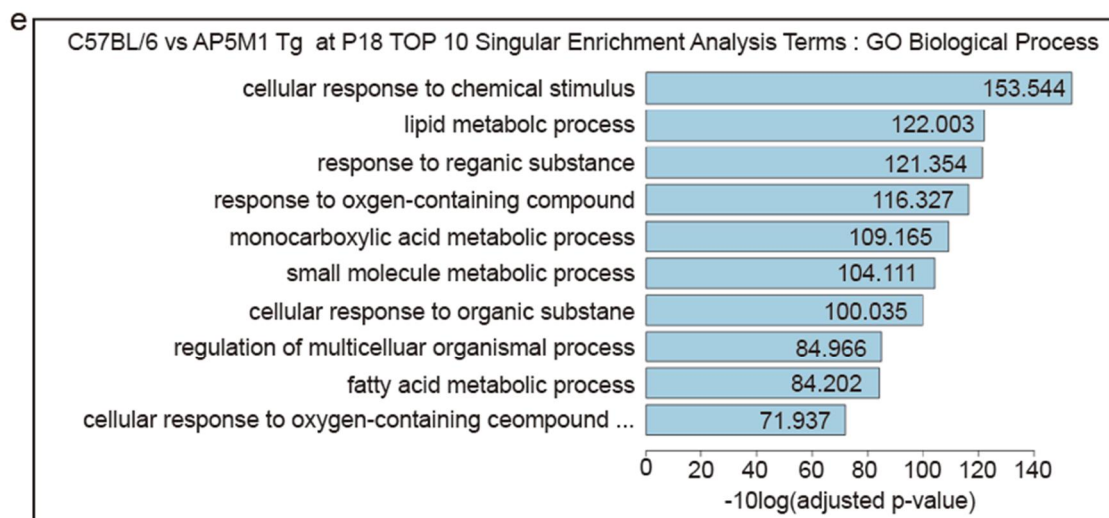 e
C57BL/6 vs AP5M1 Tg at P18 TOP 10 Singular Enrichment Analysis Terms : GO Biological Process
cellular response to chemical stimulus 153.544
lipid metabolc process 122.003
response to reganic substance 121.354
response to oxgen-containing compound 116.327
monocarboxylic acid metabolic process 109.165
small molecule metabolic process 104.111
cellular response to organic substane 100.035
regulation of multicelluar organismal process 84.966
fatty acid metabolic process 84.202
cellular response to oxygen-containing ceompound ... 71.937
0 20 40 60 80 100 120 140
-10log(adjusted p-value)